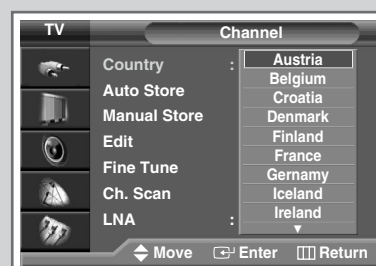 TV
Channel
Country : Austria
Belgium
Auto Store
Croatia
Manual Store
Denmark
Edit
Finland
France
Fine Tune
Gernamy
Ch. Scan
Iceland
LNA :
Ireland
Move Enter Return